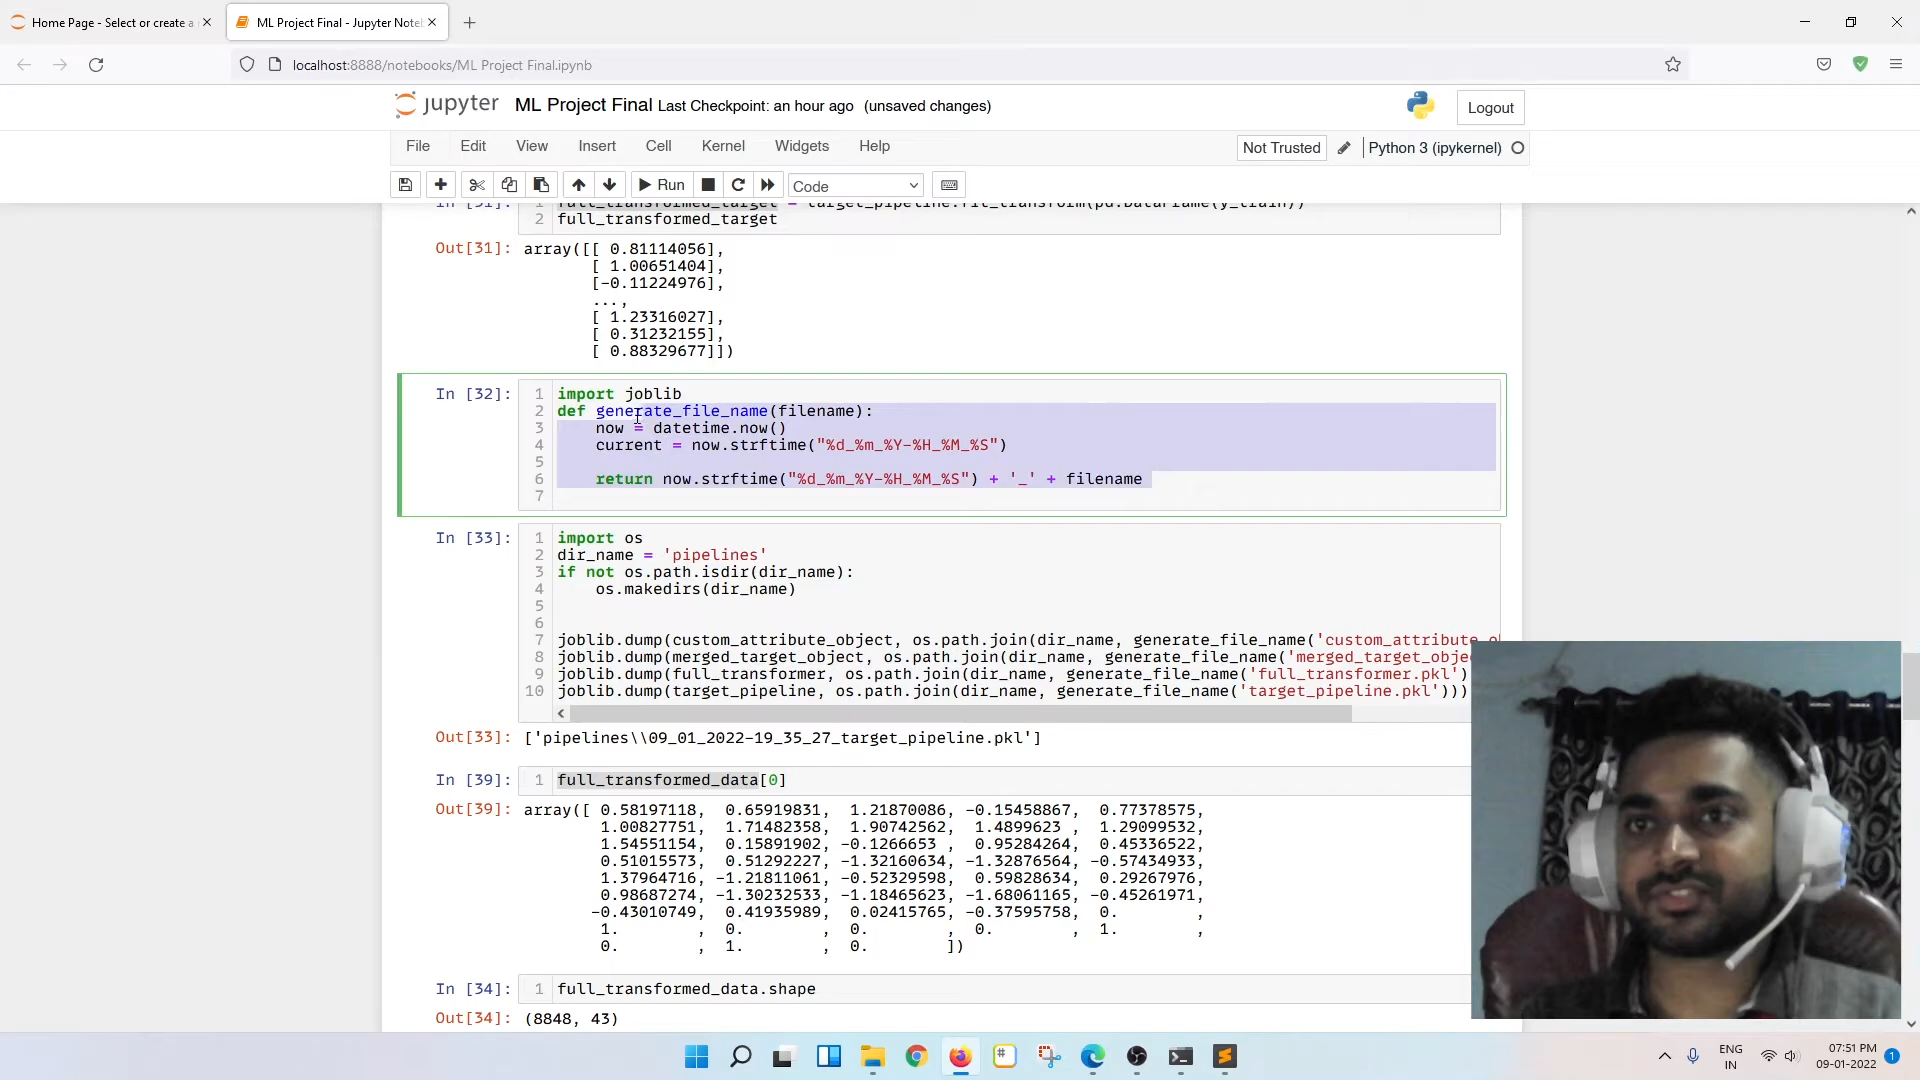 Home Page - Select or create a
ML Project Final - Jupyter Note
localhost:8888/notebooks/ML Project Final.ipynb
jupyter ML Project Final Last Checkpoint: an hour ago (unsaved changes)
Logout
File Edit View Insert Cell Kernel Widgets Help
Not Trusted Python 3 (ipykernel)
Run Code
In [31]: 1 full_transformed_target = target_pipeline.fit_transform(pd.DataFrame(y_train))
2 full_transformed_target
Out[31]: array([[ 0.81114056],
[ 1.00651404],
[-0.11224976],
...,
[ 1.23316027],
[ 0.31232155],
[ 0.88329677]])
In [32]: 1 import joblib
2 def generate_file_name(filename):
3 now = datetime.now()
4 current = now.strftime("%d_%m_%Y-%H_%M_%S")
5
6 return now.strftime("%d_%m_%Y-%H_%M_%S") + '_' + filename
7
In [33]: 1 import os
2 dir_name = 'pipelines'
3 if not os.path.isdir(dir_name):
4 os.makedirs(dir_name)
5
6
7 joblib.dump(custom_attribute_object, os.path.join(dir_name, generate_file_name('custom_attribute_o
8 joblib.dump(merged_target_object, os.path.join(dir_name, generate_file_name('merged_target_obje
9 joblib.dump(full_transformer, os.path.join(dir_name, generate_file_name('full_transformer.pkl')
10 joblib.dump(target_pipeline, os.path.join(dir_name, generate_file_name('target_pipeline.pkl')))
Out[33]: ['pipelines\\09_01_2022-19_35_27_target_pipeline.pkl']
In [39]: 1 full_transformed_data[0]
Out[39]: array([ 0.58197118, 0.65919831, 1.21870086, -0.15458867, 0.77378575,
1.00827751, 1.71482358, 1.90742562, 1.4899623 , 1.29099532,
1.54551154, 0.15891902, -0.1266653 , 0.95284264, 0.45336522,
0.51015573, 0.51292227, -1.32160634, -1.32876564, -0.57434933,
1.37964716, -1.21811061, -0.52329598, 0.59828634, 0.29267976,
0.98687274, -1.30232533, -1.18465623, -1.68061165, -0.45261971,
-0.43010749, 0.41935989, 0.02415765, -0.37595758, 0. ,
1. , 0. , 0. , 0. , 1. ,
0. , 1. , 0. ])
In [34]: 1 full_transformed_data.shape
Out[34]: (8848, 43)
ENG
IN
07:51 PM
09-01-2022
1